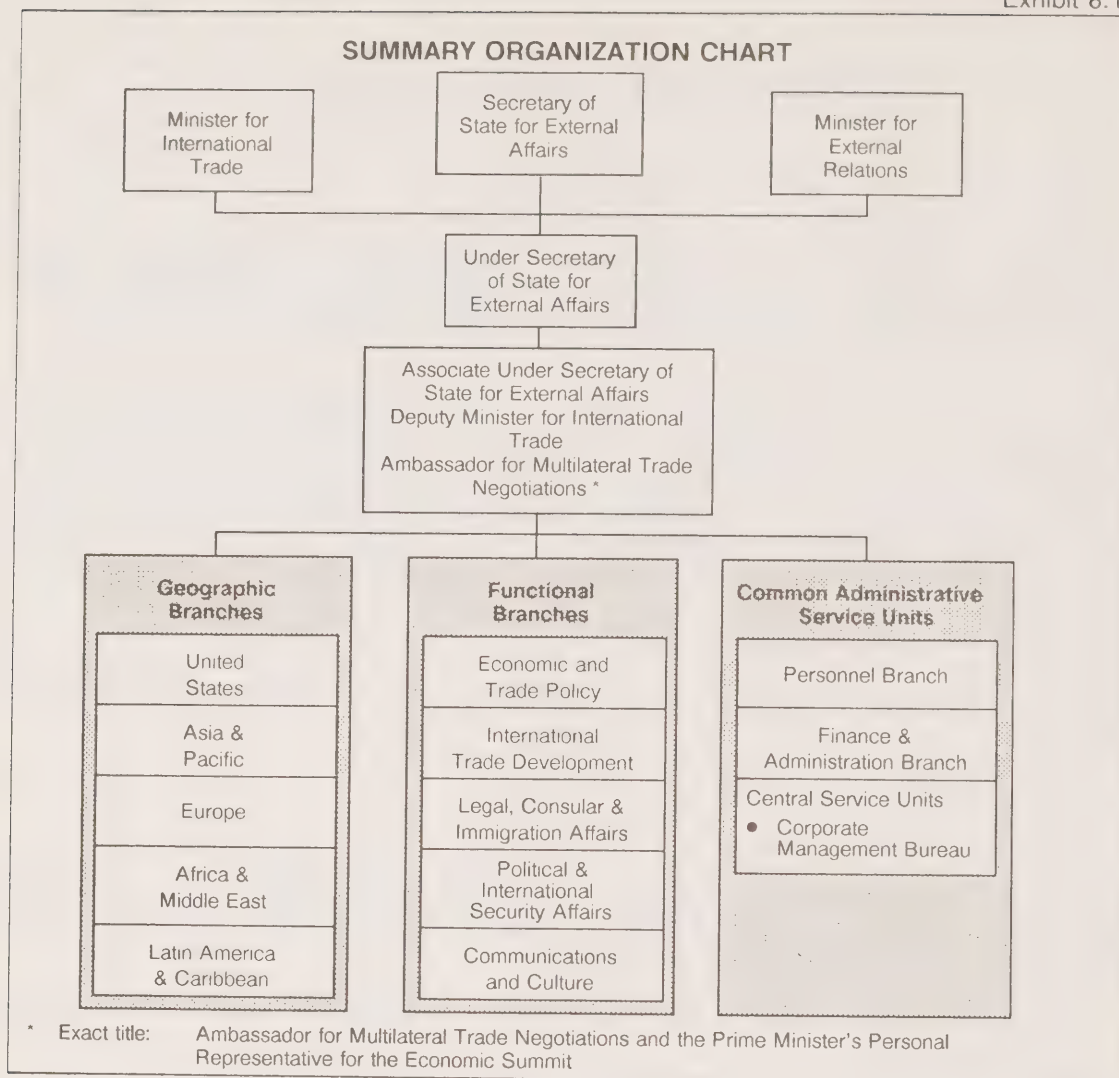 Exhibit 8.
SUMMARY ORGANIZATION CHART
Minister for
International
Trade
Secretary of
State for External
Affairs
Minister for
External
Relations
Under Secretary
of State for
External Affairs
Associate Under Secretary of
State for External Affairs
Deputy Minister for International
Trade
Ambassador for Multilateral Trade
Negotiations *
Geographic
Branches
United
States
Asia &
Pacific
Europe
Africa &
Middle East
Latin America
& Caribbean
Functional
Branches
Economic and
Trade Policy
International
Trade Development
Legal, Consular &
Immigration Affairs
Political &
International
Security Affairs
Communications
and Culture
Common Administrative
Service Units
Personnel Branch
Finance &
Administration Branch
Central Service Units
● Corporate
Management Bureau
* Exact title: Ambassador for Multilateral Trade Negotiations and the Prime Minister's Personal
Representative for the Economic Summit